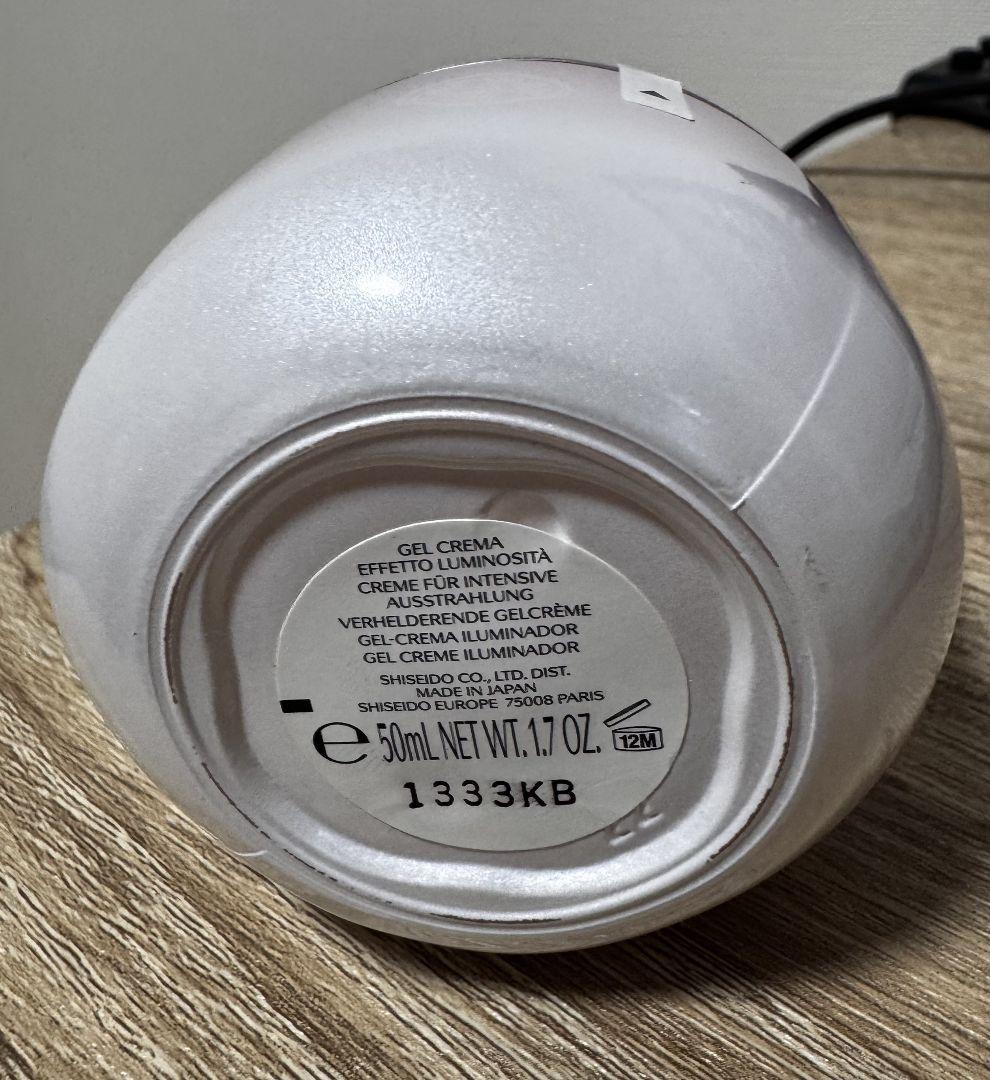 GEL CREMA
EFFETTO LUMINOSITÀ
CREME FÜR INTENSIVE
AUSSTRAHLUNG
VERHELDERENDE GELCRÈME
GEL-CREMA ILUMINADOR
GEL CREME ILUMINADOR
SHISEIDO CO., LTD. DIST.
MADE IN JAPAN
SHISEIDO EUROPE 75008 PARIS
e 50mL NET WT. 1.7 OZ. 12M
1333KB